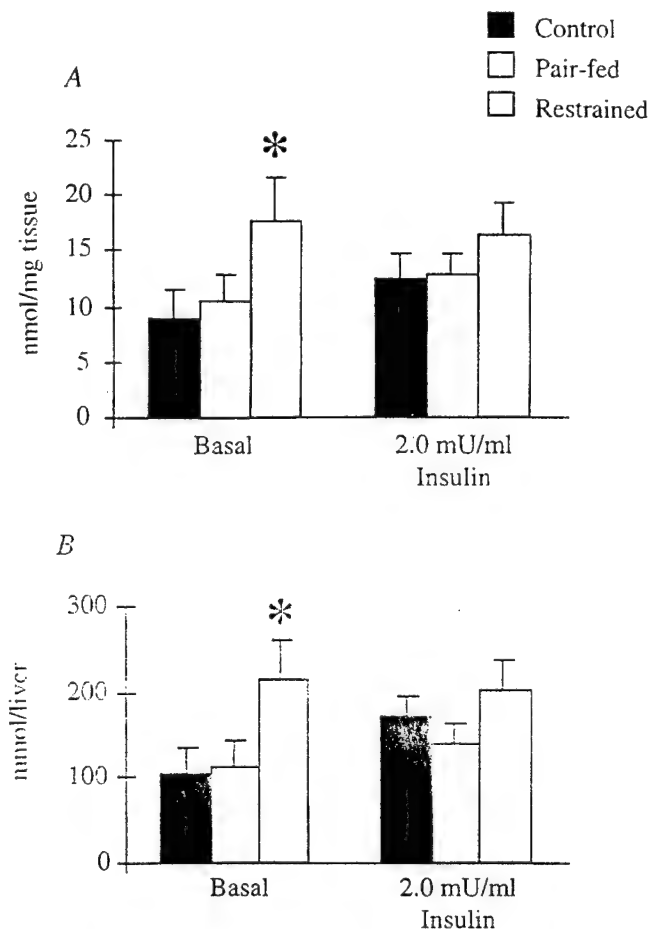 Control
Pair-fed
Restrained
A
25
20
15
10
5
0
nmol/mg tissue
*
Basal
2.0 mU/ml
Insulin
B
300
200
100
0
mmol/liver
*
Basal
2.0 mU/ml
Insulin